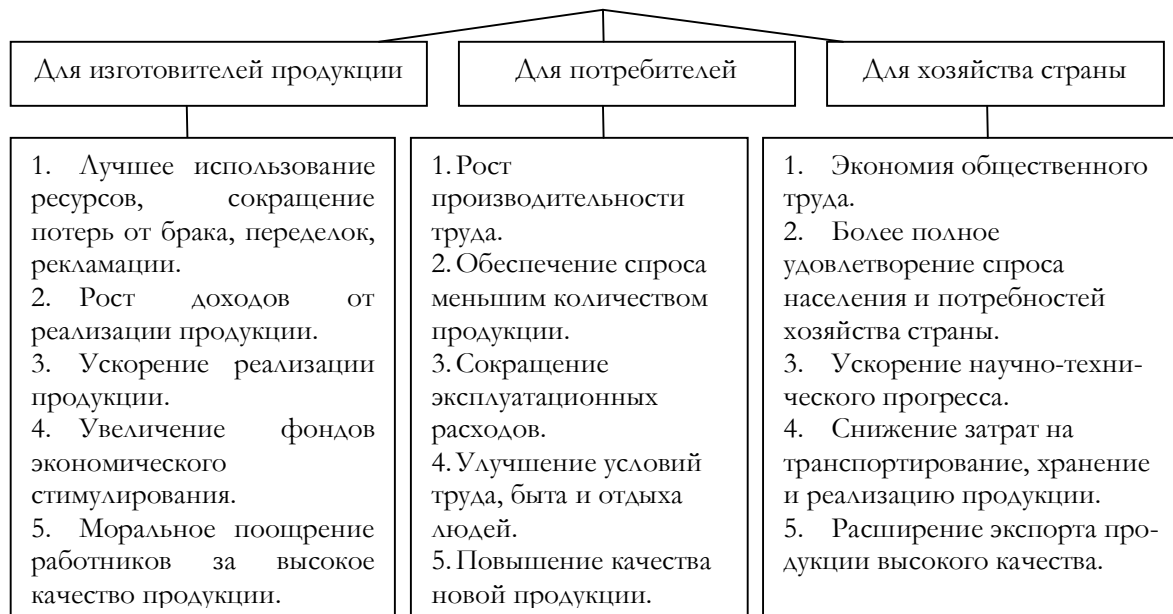 Для изготовителей продукции
Для потребителей
Для хозяйства страны
1. Лучшее использование
ресурсов, сокращение
потерь от брака, переделок,
рекламации.
2. Рост доходов от
реализации продукции.
3. Ускорение реализации
продукции.
4. Увеличение фондов
экономического
стимулирования.
5. Моральное поощрение
работников за высокое
качество продукции.
1. Рост
производительности
труда.
2. Обеспечение спроса
меньшим количеством
продукции.
3. Сокращение
эксплуатационных
расходов.
4. Улучшение условий
труда, быта и отдыха
людей.
5. Повышение качества
новой продукции.
1. Экономия общественного
труда.
2. Более полное
удовлетворение спроса
населения и потребностей
хозяйства страны.
3. Ускорение научно-техни-
ческого прогресса.
4. Снижение затрат на
транспортирование, хранение
и реализацию продукции.
5. Расширение экспорта про-
дукции высокого качества.